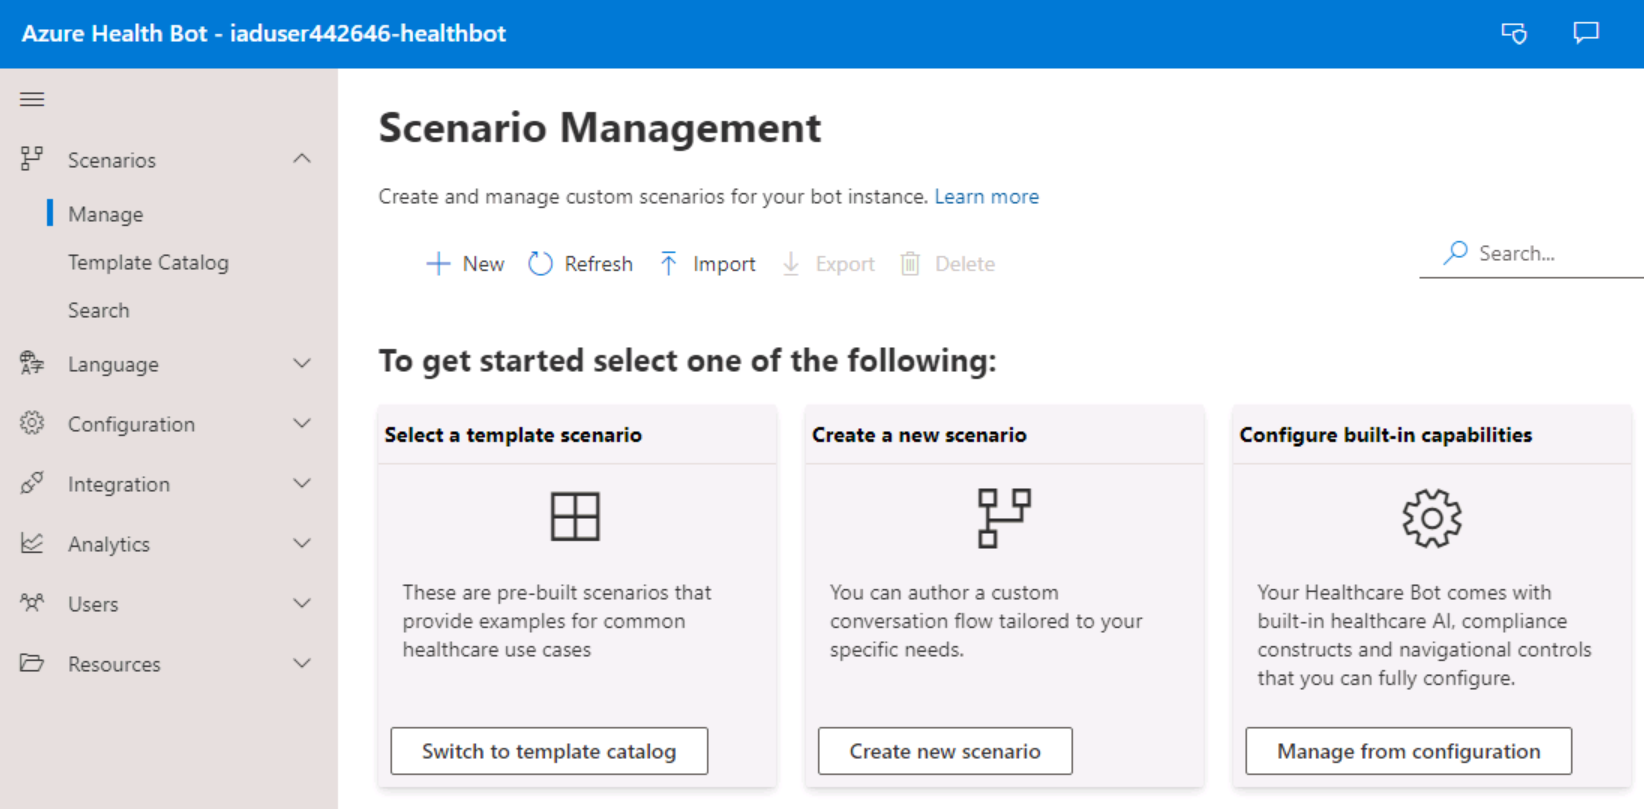 Azure Health Bot - iaduser442646-healthbot
Scenarios
Manage
Template Catalog
Search
Language
Configuration
Integration
Analytics
Users
Resources
Scenario Management
Create and manage custom scenarios for your bot instance. Learn more
New Refresh Import Export Delete
Search...
To get started select one of the following:
Select a template scenario
These are pre-built scenarios that
provide examples for common
healthcare use cases
Switch to template catalog
Create a new scenario
You can author a custom
conversation flow tailored to your
specific needs.
Create new scenario
Configure built-in capabilities
Your Healthcare Bot comes with
built-in healthcare AI, compliance
constructs and navigational controls
that you can fully configure.
Manage from configuration